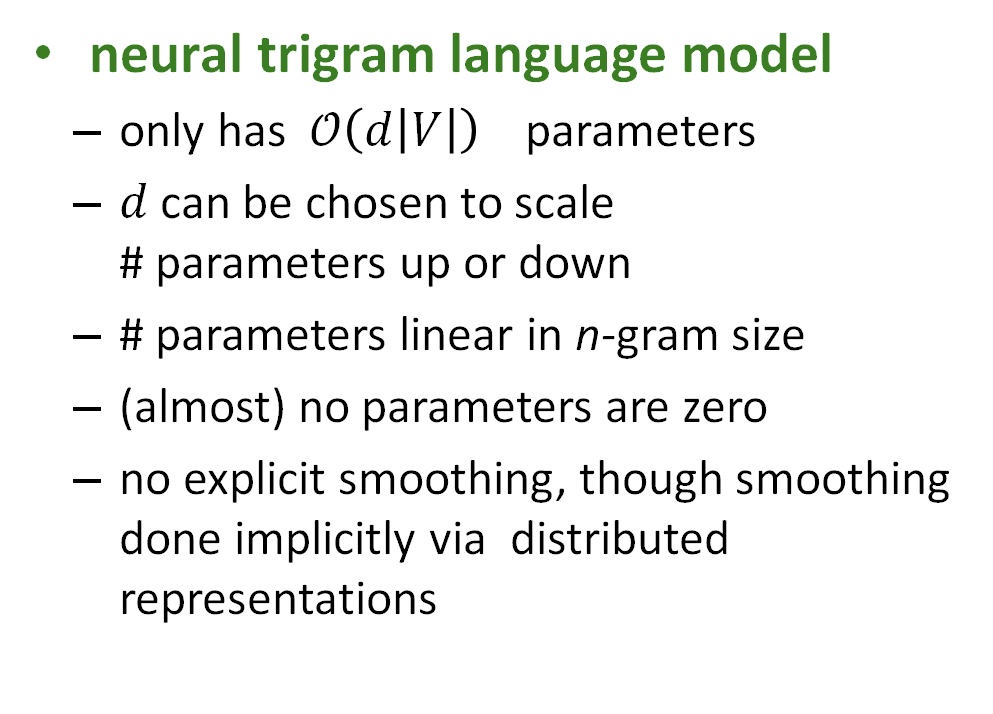 • neural trigram language model
– only has 𝒪(d|V|) parameters
– d can be chosen to scale
# parameters up or down
– # parameters linear in n-gram size
– (almost) no parameters are zero
– no explicit smoothing, though smoothing
done implicitly via distributed
representations